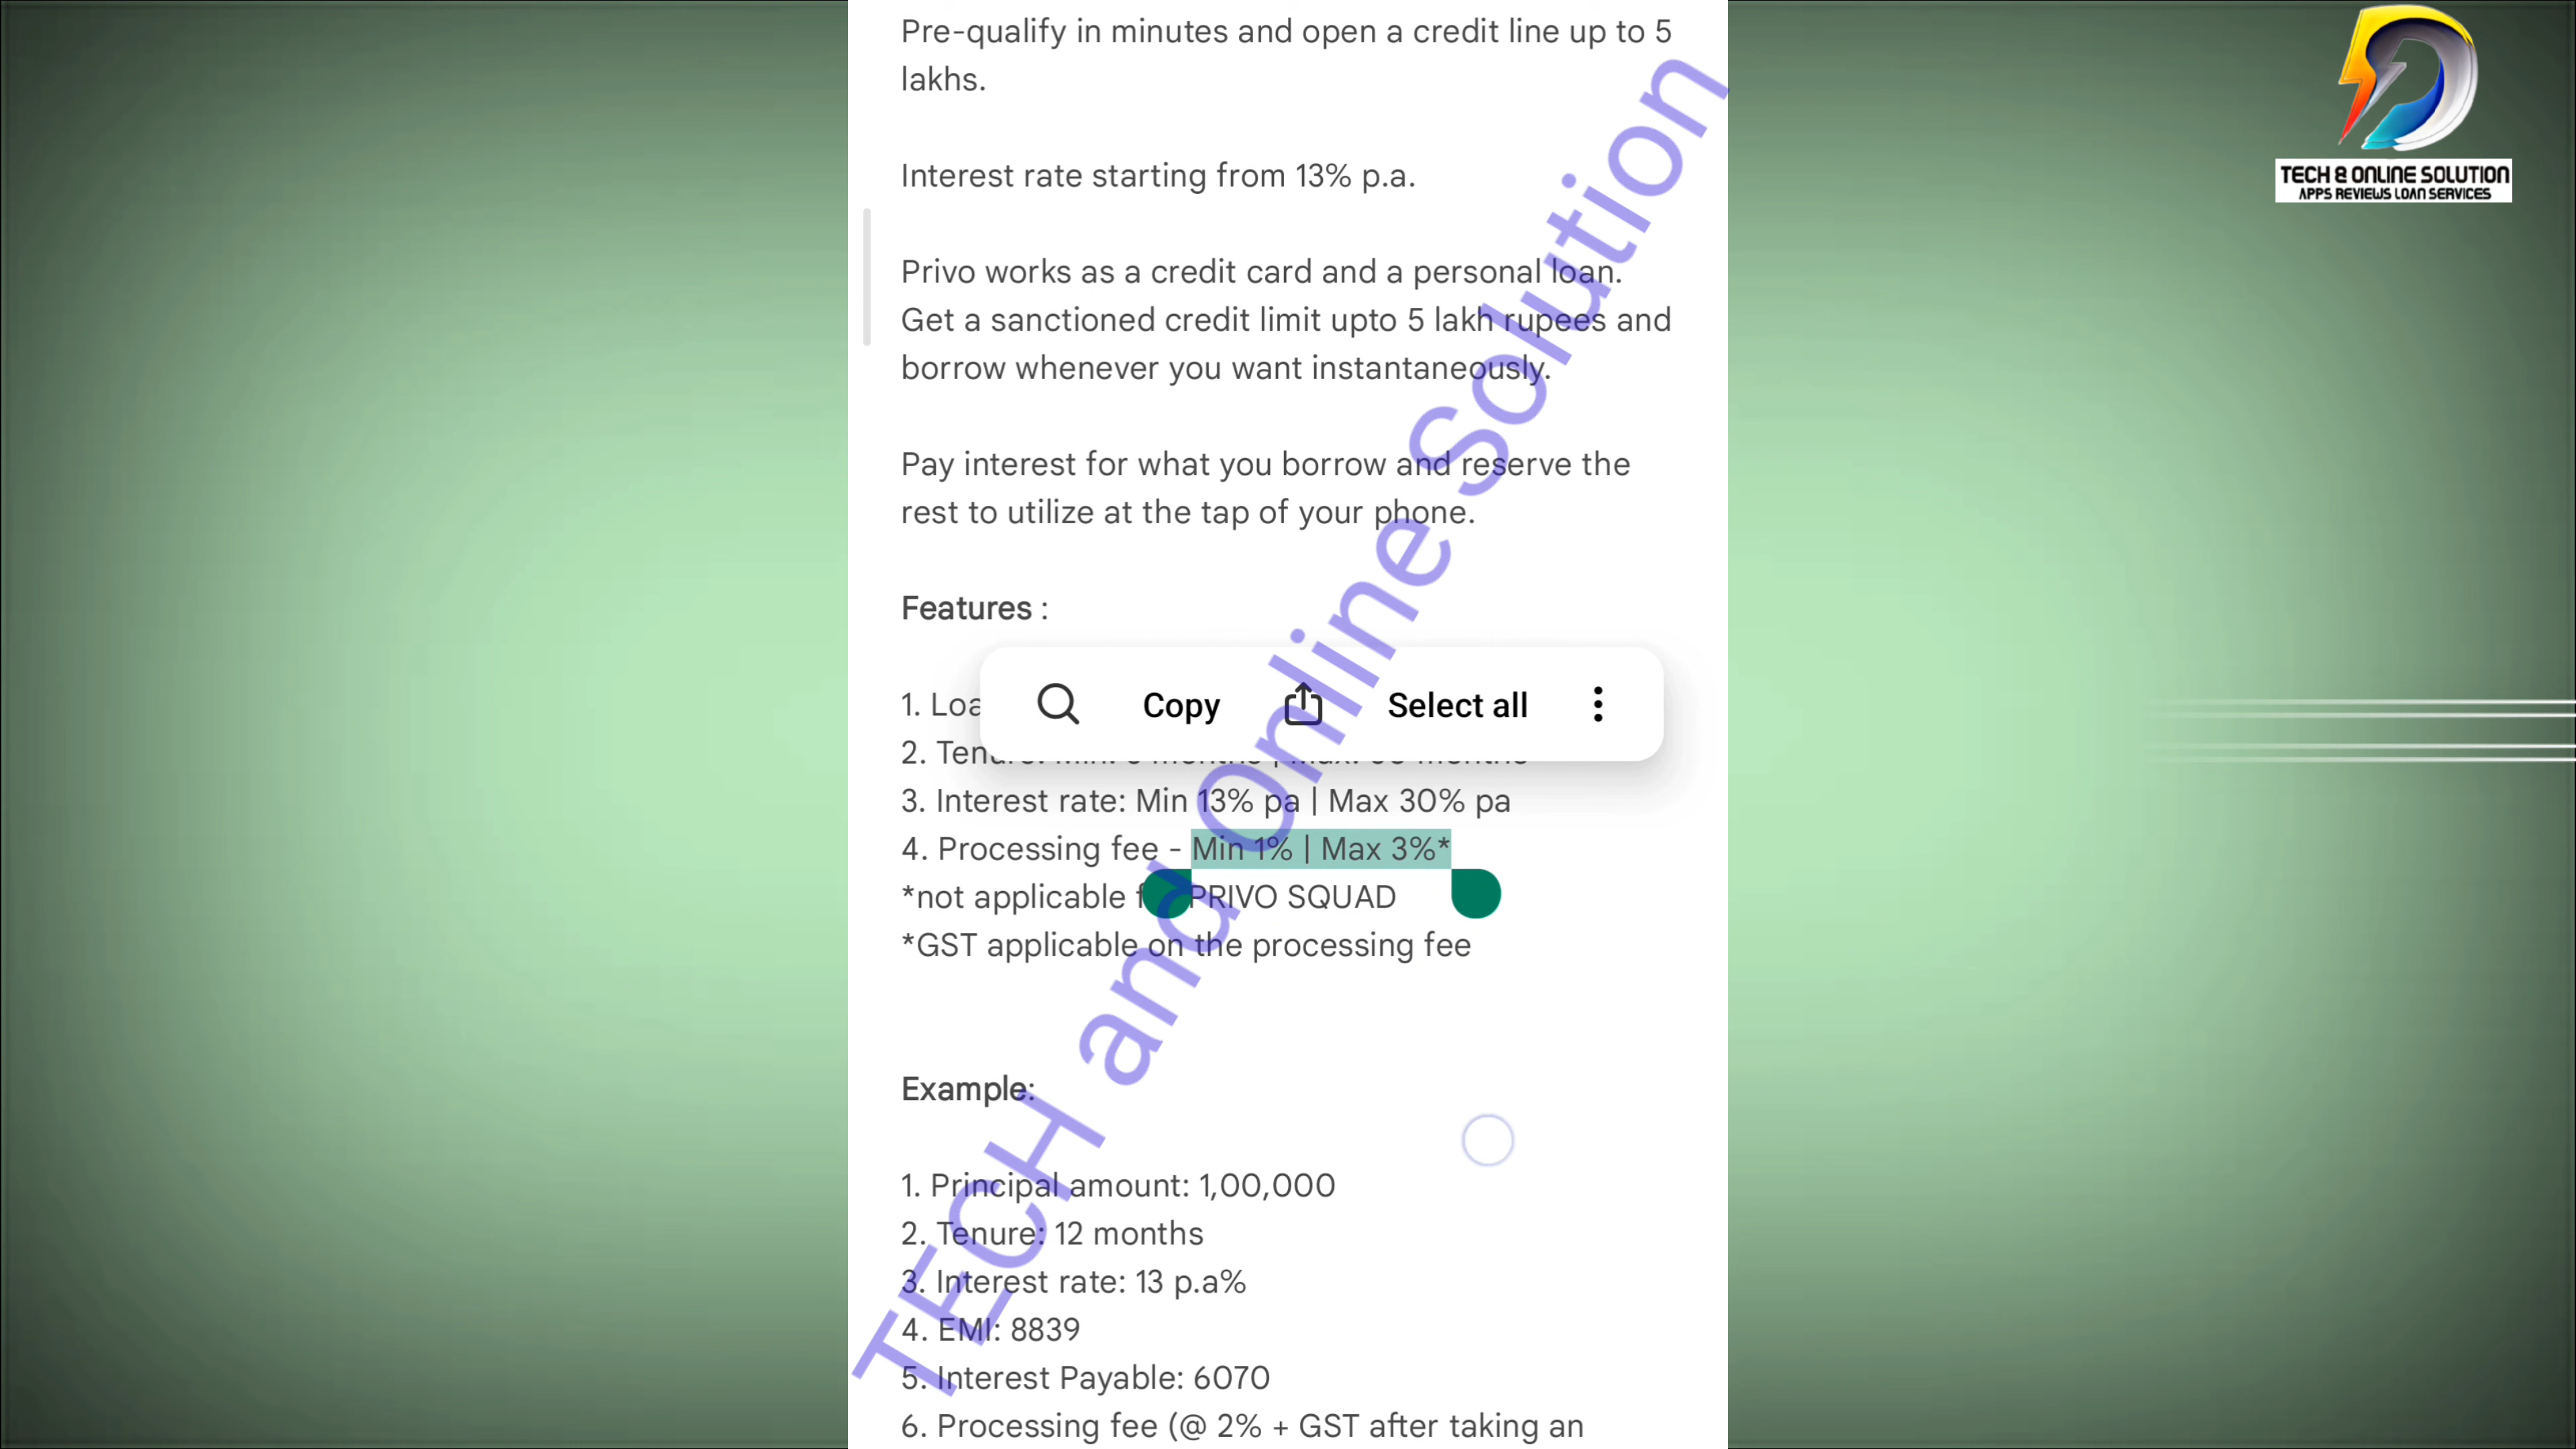 Pre-qualify in minutes and open a credit line up to 5
lakhs.
Interest rate starting from 13% p.a.
Privo works as a credit card and a personal loan.
Get a sanctioned credit limit upto 5 lakh rupees and
borrow whenever you want instantaneously.
Pay interest for what you borrow and reserve the
rest to utilize at the tap of your phone.
Features :
1.
Copy Select all
2.
3. Interest rate: Min 13% pa | Max 30% pa
4. Processing fee - Min 1% | Max 3%*
*not applicable PRIVO SQUAD
*GST applicable on the processing fee
Example:
1. Principal amount: 1,00,000
2. Tenure: 12 months
3. Interest rate: 13 p.a%
4. EMI: 8839
5. Interest Payable: 6070
6. Processing fee (@ 2% + GST after taking an
TECH and Online Solution
TECH & ONLINE SOLUTION
APPS REVIEWS LOAN SERVICES